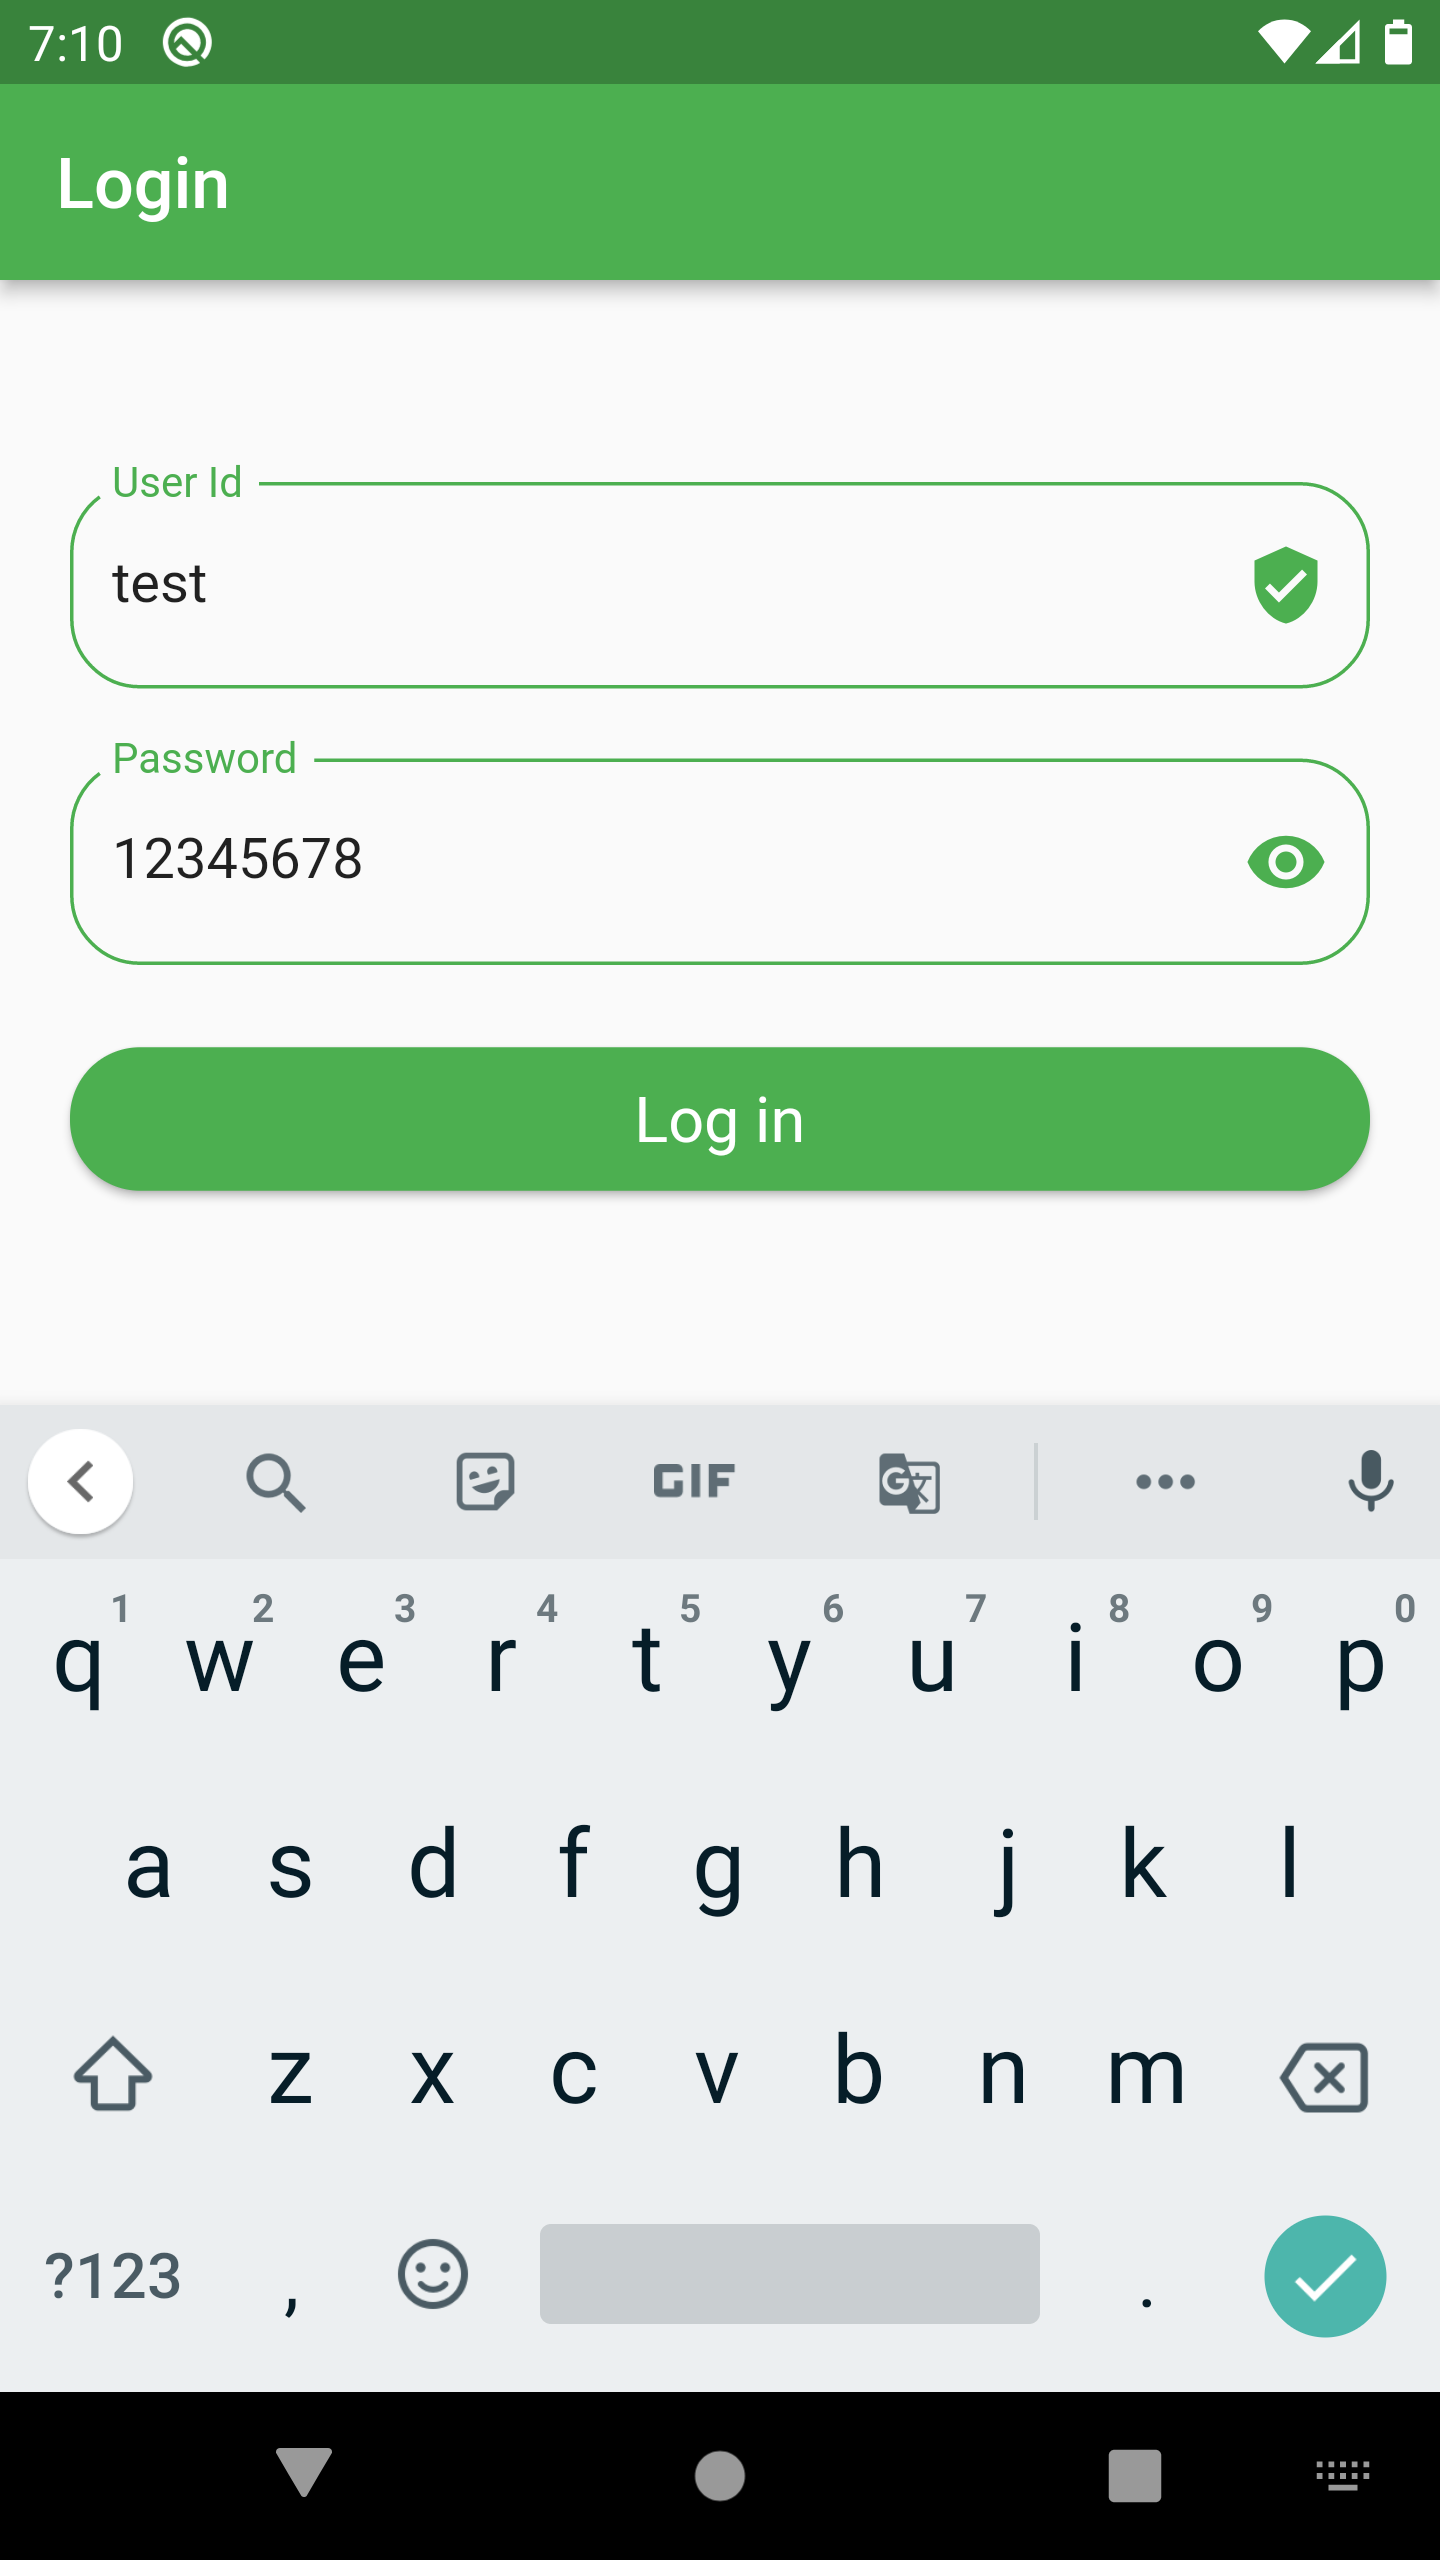 7:10
Login
User Id
test
Password
12345678
Log in
GIF
G 文
1 2 3 4 5 6 7 8 9 0
q w e r t y u i o p
a s d f g h j k l
z x c v b n m
?123 , .